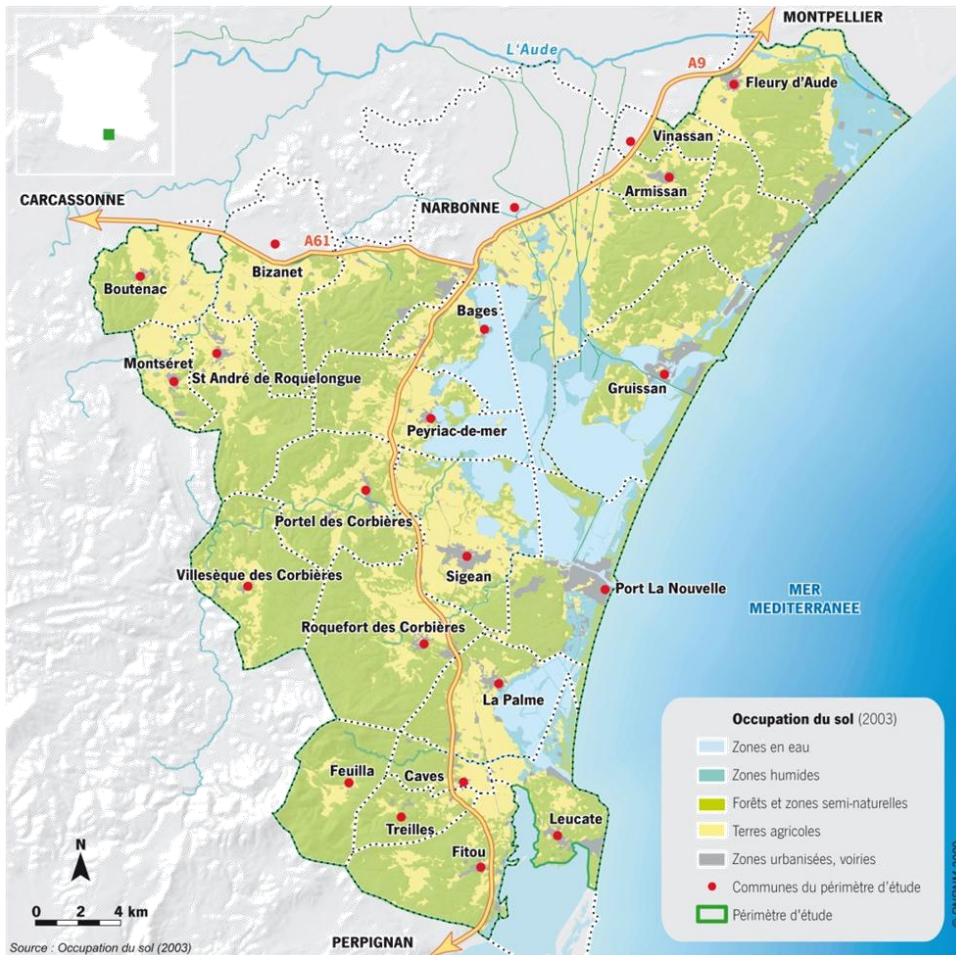 MONTPELLIER
L'Aude
A9
Fleury d'Aude
Vinassan
Armissan
CARCASSONNE
NARBONNE
A61
Bizanet
Boutenac
Bages
Montséret
St André de Roquelongue
Gruissan
Peyriac-de-mer
Portel des Corbières
Sigean
Villesèque des Corbières
Port La Nouvelle
MER
MEDITERRANEE
Roquefort des Corbières
La Palme
Feuilla
Caves
Treilles
Leucate
Fitou
N
0 2 4 km
PERPIGNAN
Source : Occupation du sol (2003)
Occupation du sol (2003)
Zones en eau
Zones humides
Forêts et zones semi-naturelles
Terres agricoles
Zones urbanisées, voiries
Communes du périmètre d'étude
Périmètre d'étude